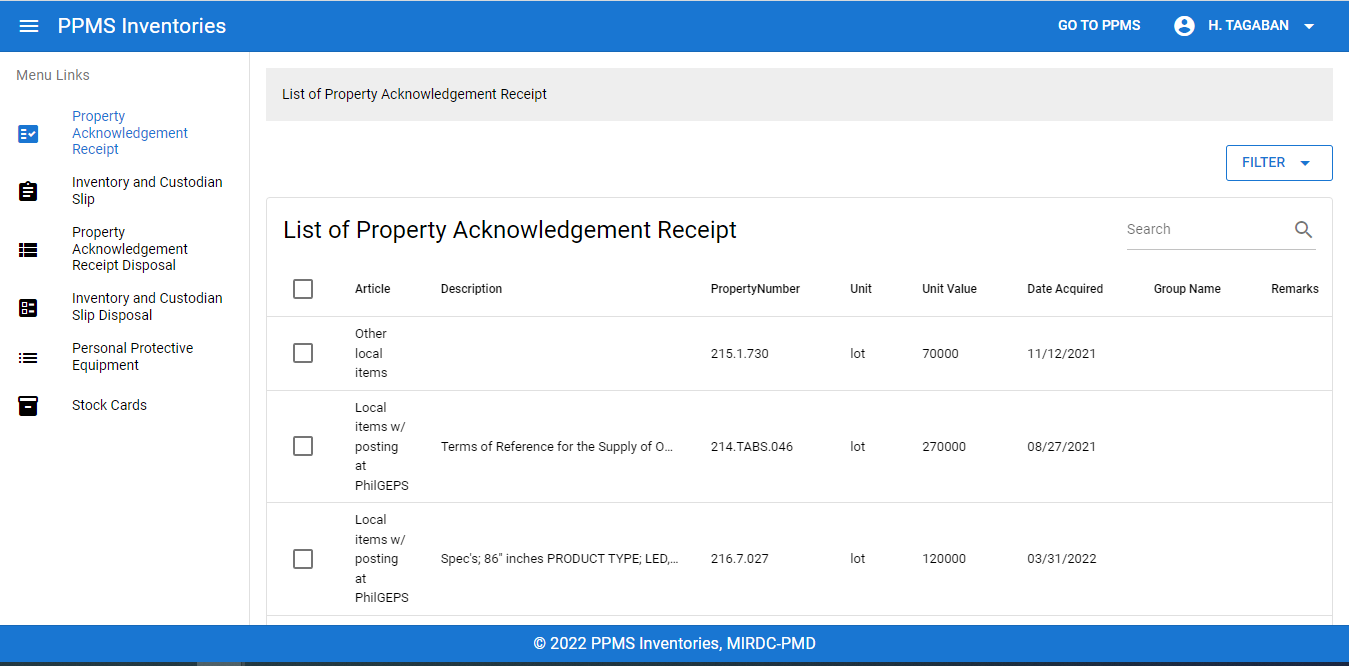 PPMS Inventories
GO TO PPMS
H. TAGABAN
Menu Links
Property
Acknowledgement
Receipt
Inventory and Custodian
Slip
Property
Acknowledgement
Receipt Disposal
Inventory and Custodian
Slip Disposal
Personal Protective
Equipment
Stock Cards
List of Property Acknowledgement Receipt
FILTER
List of Property Acknowledgement Receipt
Search
Article Description PropertyNumber Unit Unit Value Date Acquired Group Name Remarks
Other
local
items
215.1.730 lot 70000 11/12/2021
Local
items w/
posting
at
PhilGEPS
Terms of Reference for the Supply of O... 214.TABS.046 lot 270000 08/27/2021
Local
items w/
posting
at
PhilGEPS
Spec's; 86" inches PRODUCT TYPE; LED,... 216.7.027 lot 120000 03/31/2022
© 2022 PPMS Inventories, MIRDC-PMD